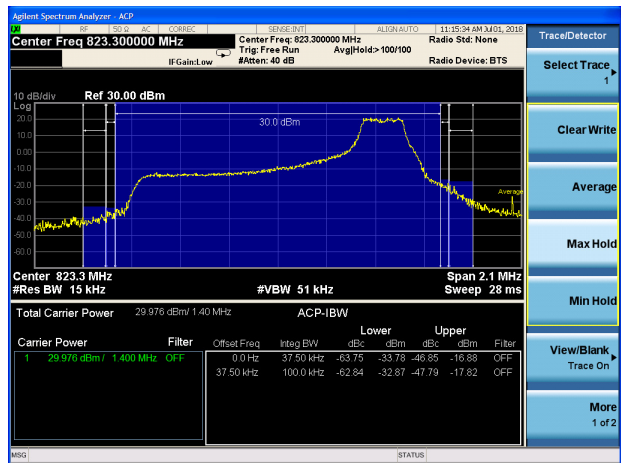 Agilent Spectrum Analyzer - ACP
RF 50 Ω AC CORREC SENSE:INT ALIGN AUTO 11:15:34 AM Jul 01, 2018
Center Freq 823.300000 MHz
Center Freq: 823.300000 MHz
Radio Std: None
Trig: Free Run Avg|Hold:>100/100
IFGain:Low #Atten: 40 dB Radio Device: BTS
10 dB/div Ref 30.00 dBm
Log
20.0
10.0
0.00
-10.0
-20.0
-30.0
-40.0
-50.0
-60.0
30.0 dBm
Average
Center 823.3 MHz Span 2.1 MHz
#Res BW 15 kHz #VBW 51 kHz Sweep 28 ms
Total Carrier Power 29.976 dBm/ 1.40 MHz ACP-IBW
Lower Upper
Carrier Power Filter Offset Freq Integ BW dBc dBm dBc dBm Filter
1 29.976 dBm / 1.400 MHz OFF 0.0 Hz 37.50 kHz -63.75 -33.78 -46.85 -16.88 OFF
37.50 kHz 100.0 kHz -62.84 -32.87 -47.79 -17.82 OFF
MSG STATUS
Trace/Detector
Select Trace
1
Clear Write
Average
Max Hold
Min Hold
View/Blank
Trace On
More
1 of 2